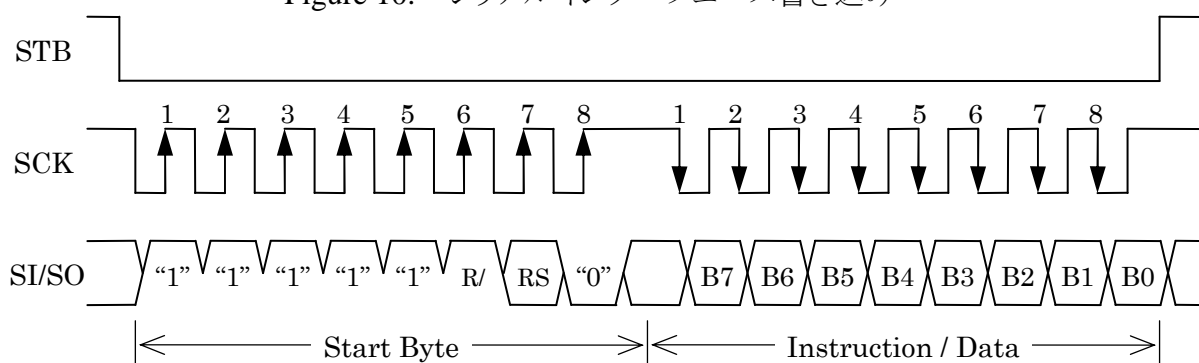 Figure
STB
1 2 3 4 5 6 7 8 1 2 3 4 5 6 7 8
SCK
SI/SO “1” “1” “1” “1” “1” R/ RS “0” B7 B6 B5 B4 B3 B2 B1 B0
Start Byte Instruction / Data